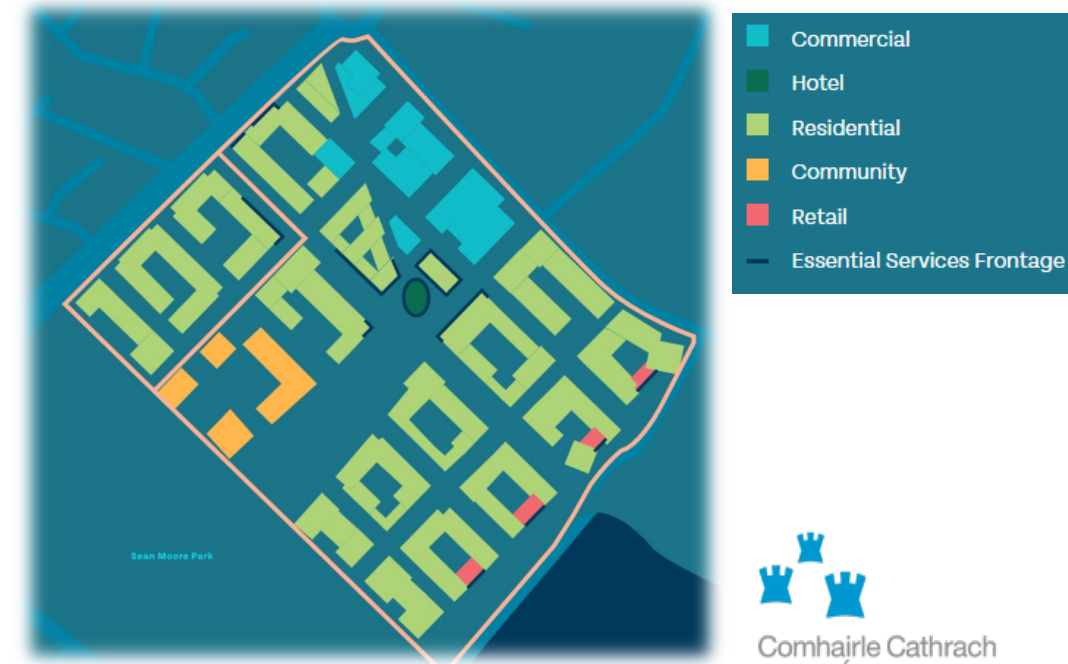 Commercial
Hotel
Residential
Community
Retail
Essential Services Frontage
Sean Moore Park
Comhairle Cathrach